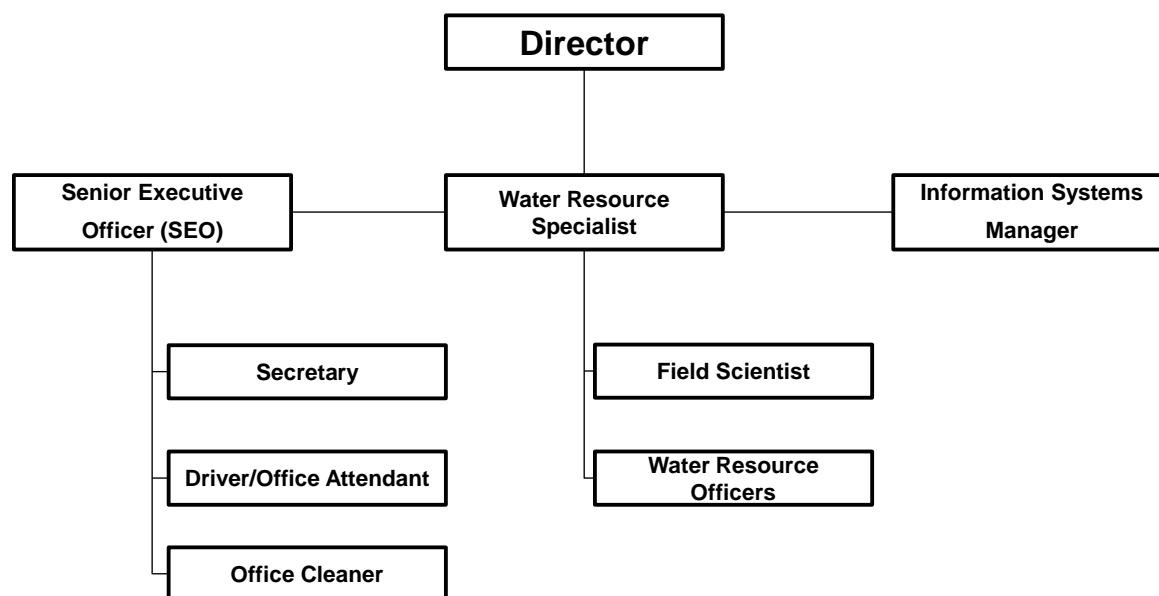 Director
Senior Executive
Officer (SEO)
Water Resource
Specialist
Information Systems
Manager
Secretary
Field Scientist
Driver/Office Attendant
Water Resource
Officers
Office Cleaner